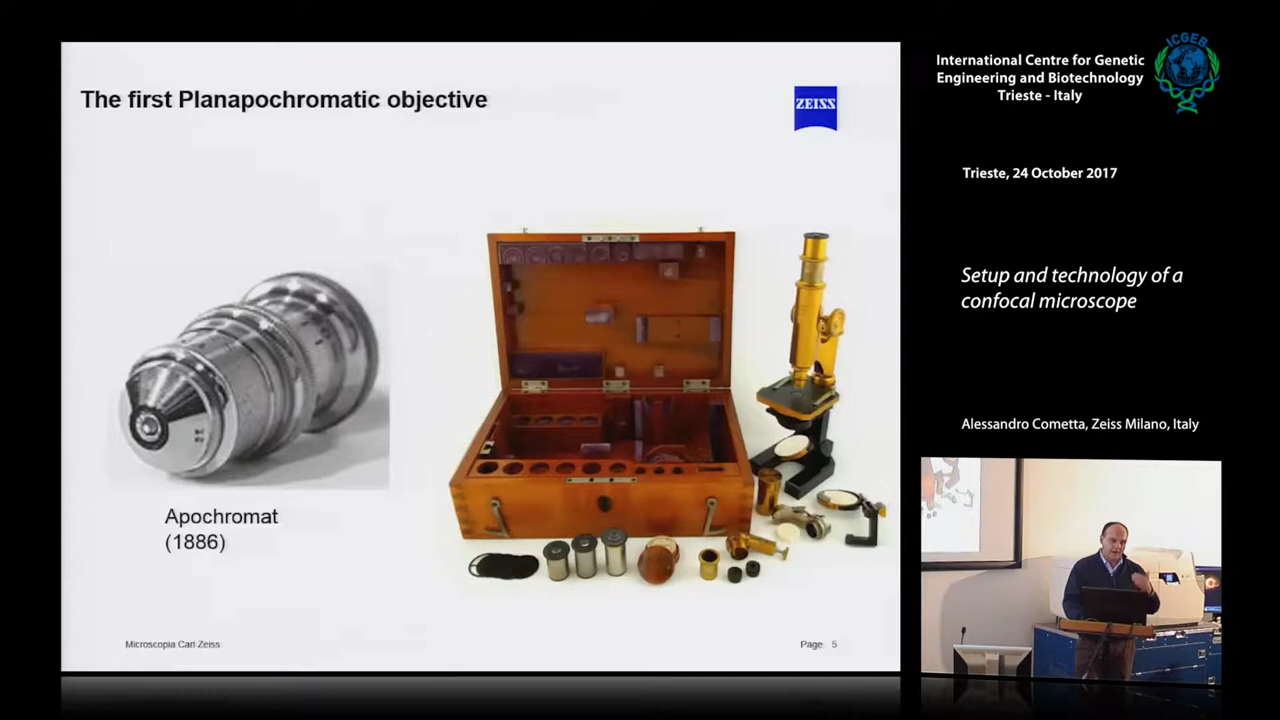 The first Planapochromatic objective
ZEISS
Apochromat
(1886)
Microscopia Carl Zeiss
Page 5
ICGEB
International Centre for Genetic
Engineering and Biotechnology
Trieste - Italy
Trieste, 24 October 2017
Setup and technology of a
confocal microscope
Alessandro Cometta, Zeiss Milano, Italy